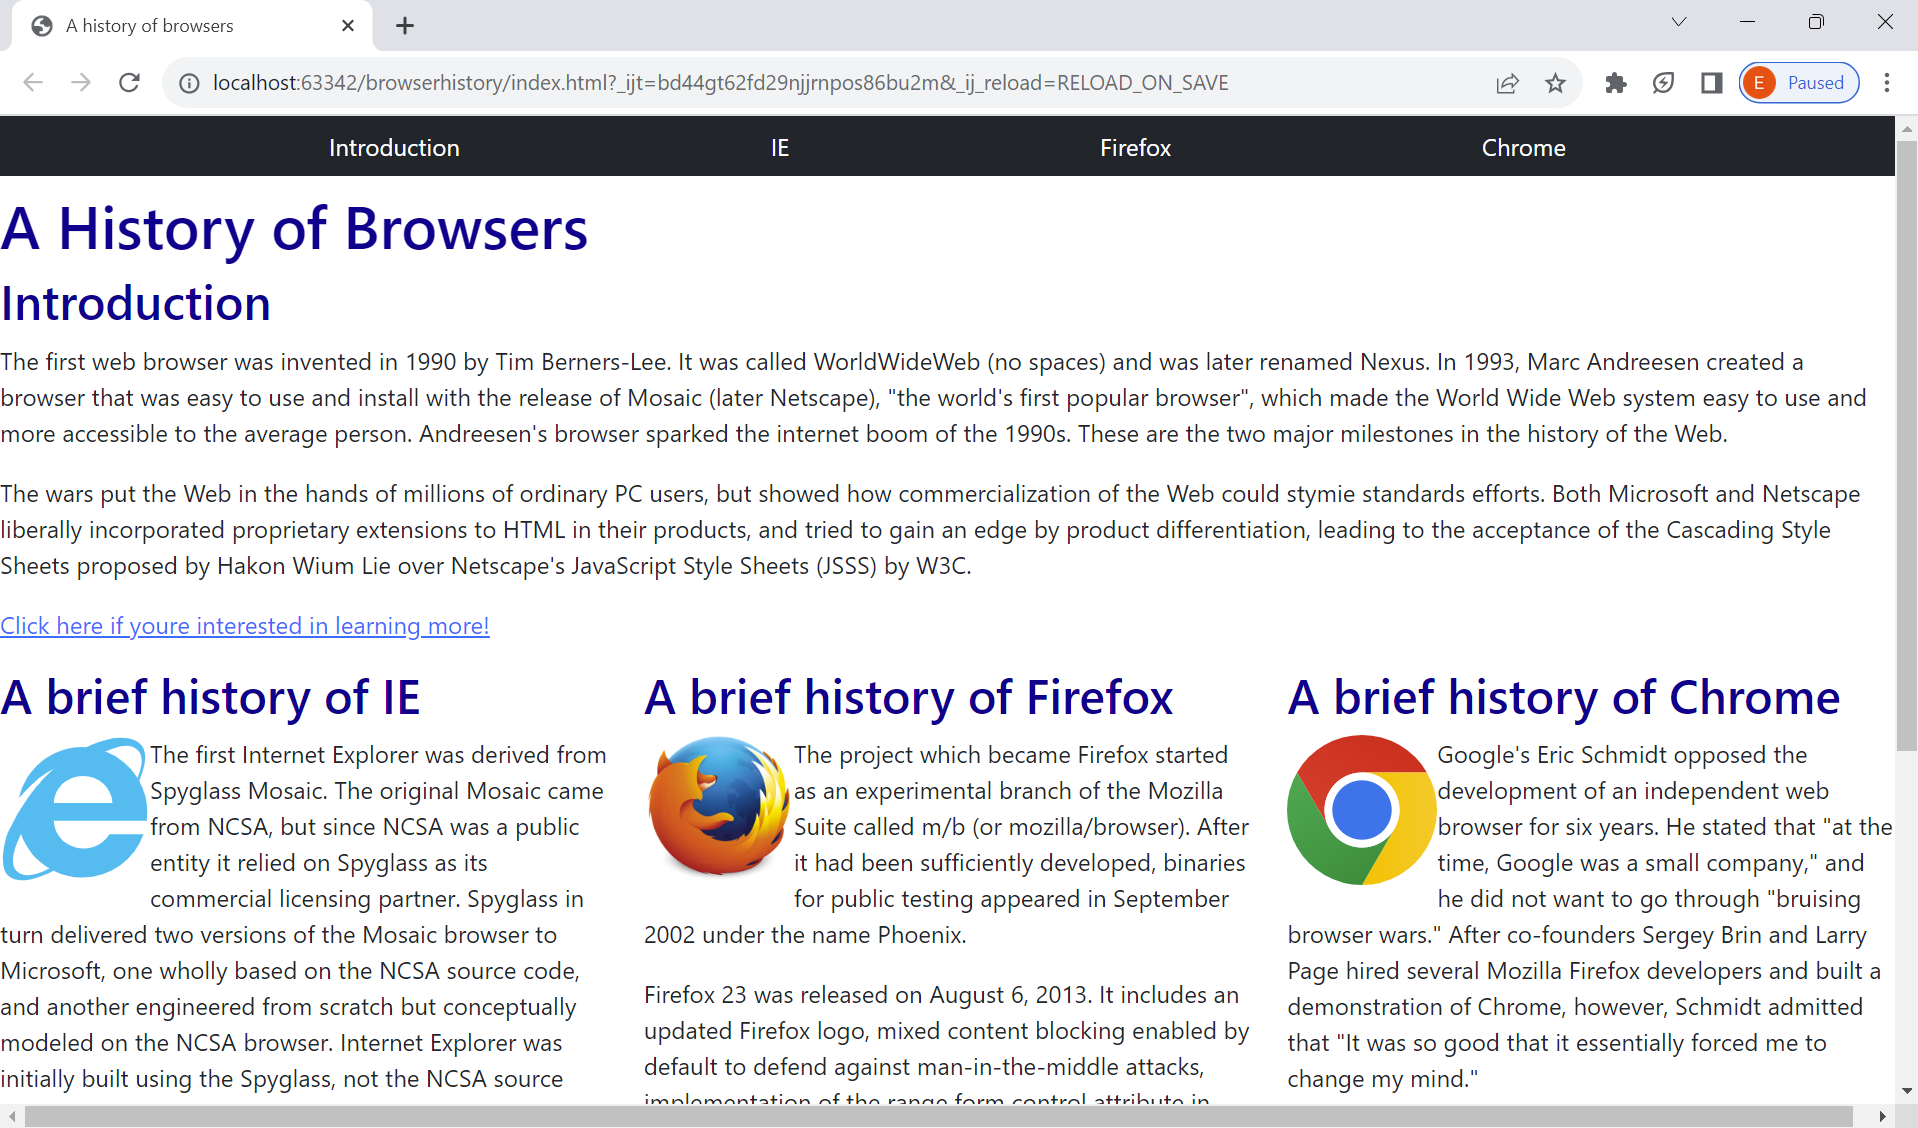 A history of browsers
localhost:63342/browserhistory/index.html?_ijt=bd44gt62fd29njjrnpos86bu2m&_ij_reload=RELOAD_ON_SAVE
E Paused
Introduction IE Firefox Chrome
A History of Browsers
Introduction
The first web browser was invented in 1990 by Tim Berners-Lee. It was called WorldWideWeb (no spaces) and was later renamed Nexus. In 1993, Marc Andreesen created a
browser that was easy to use and install with the release of Mosaic (later Netscape), "the world's first popular browser", which made the World Wide Web system easy to use and
more accessible to the average person. Andreesen's browser sparked the internet boom of the 1990s. These are the two major milestones in the history of the Web.
The wars put the Web in the hands of millions of ordinary PC users, but showed how commercialization of the Web could stymie standards efforts. Both Microsoft and Netscape
liberally incorporated proprietary extensions to HTML in their products, and tried to gain an edge by product differentiation, leading to the acceptance of the Cascading Style
Sheets proposed by Hakon Wium Lie over Netscape's JavaScript Style Sheets (JSSS) by W3C.
Click here if youre interested in learning more!
A brief history of IE
The first Internet Explorer was derived from
Spyglass Mosaic. The original Mosaic came
from NCSA, but since NCSA was a public
entity it relied on Spyglass as its
commercial licensing partner. Spyglass in
turn delivered two versions of the Mosaic browser to
Microsoft, one wholly based on the NCSA source code,
and another engineered from scratch but conceptually
modeled on the NCSA browser. Internet Explorer was
initially built using the Spyglass, not the NCSA source
A brief history of Firefox
The project which became Firefox started
as an experimental branch of the Mozilla
Suite called m/b (or mozilla/browser). After
it had been sufficiently developed, binaries
for public testing appeared in September
2002 under the name Phoenix.
Firefox 23 was released on August 6, 2013. It includes an
updated Firefox logo, mixed content blocking enabled by
default to defend against man-in-the-middle attacks,
implementation of the range form control attribute in
A brief history of Chrome
Google's Eric Schmidt opposed the
development of an independent web
browser for six years. He stated that "at the
time, Google was a small company," and
he did not want to go through "bruising
browser wars." After co-founders Sergey Brin and Larry
Page hired several Mozilla Firefox developers and built a
demonstration of Chrome, however, Schmidt admitted
that "It was so good that it essentially forced me to
change my mind."